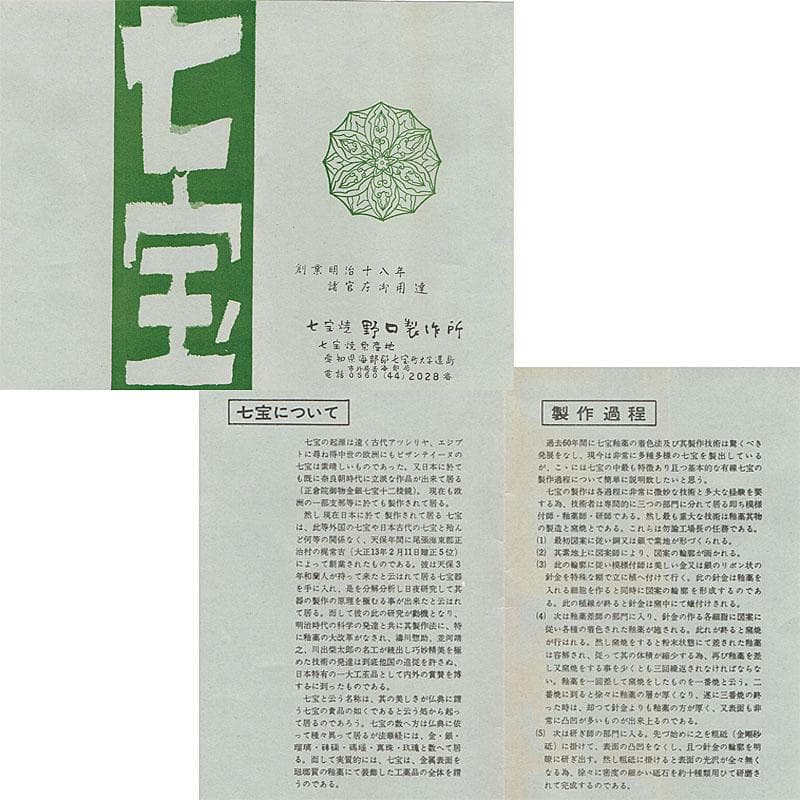 七宝
創業明治十八年
諸官庁御用達
七宝焼 野口製作所
七宝焼原産地
愛知県海部郡七宝町大字遠島
市外局番海部局
電話0560(44)2028番
七宝について
七宝の起源は遠く古代アッシリヤ、エジプ
トに尋ね得中世の欧洲にもビザンテイーヌの
七宝は素晴しいものであった。又日本に於て
も既に奈良朝時代に立派な作品が出来て居る
(正倉院御物金銀七宝十二稜鏡)。現在も欧
洲の一部支那等に於ても製作されて居る。
然し現在日本に於て製作されて居る七宝
は、此等外国の七宝や日本古代の七宝と殆ん
ど何等の関係なく、天保年間に尾張海東郡正
治村の梶常吉(大正13年2月11日贈正5位)
によって創業されたものである。彼は天保3
年和蘭人が持って来たと云はれて居る七宝器
を手に入れ、是を分解分析し日夜研究して其
器の製作の原理を極むる事が出来たと云はれ
て居る。而して彼の此の研究が動機となり、
明治時代の科学の発達と共に其製作法に、特
に釉薬の大改革がなされ、濤川惣助、並河靖
之、川出柴太郎の名工が続出し巧妙精美を極
めた技術の発達は到底他国の追従を許さぬ、
日本特有の一大工芸品として内外の賞賛を博
するに到ったものである。
七宝と云う名称は、其の美しさが仏典に謂
う七宝の貴品の如くであると云う処から起っ
て居るのであろう。七宝の数へ方は仏典に依
って種々異って居るが法華経には、金・銀・
瑠璃・硨磲・碼瑙・真珠・玫瑰と数へて居
る。而して実質的には、七宝は、金属表面を
琺瑯質の釉薬にて装飾した工薬品の全体を謂
うのである。
製作過程
過去60年間に七宝釉薬の着色法及び其製作技術は驚くべき
発展をなし、現今は非常に多種多様の七宝を製出している
が、こゝには七宝の中最も特徴あり且つ基本的な有線七宝の
製作過程について簡単に説明致したいと思う。
七宝の製作は各過程に非常に微妙な技術と多大な経験を要
する為、技術者は専門的に三つの部門に分れて居る即ち模様
付師・釉薬師・研師である。然し最も重大な技術は釉薬其物
の製造と窯焼とである。これらは勿論工場長の任務である。
(1) 最初図案に従い銅又は銀で素地が形づくられる。
(2) 其素地上に図案師により、図案の輪廓が画かれる。
(3) 此の輪廓に従い模様付師は美しい金又は銀のリボン状の
針金を特殊な糊で立に植へ付けて行く。此の針金は釉薬を
入れる細胞を作ると同時に図案の輪廓を形成するのであ
る。此の植線が終ると針金は窯中にて蠟付けされる。
(4) 次は釉薬差師の部門に入り、針金の作る各細胞に図案に
従い各種の着色された釉薬が施される。此れが終ると窯焼
が行はれる。然し窯焼をすると粉末状態にて差された釉薬
は容解され、従って其の体積が縮少する為、再び釉薬を差
し又窯焼をする事を少くとも三回繰返されなければならな
い。釉薬を一回差して窯焼をしたものを一番焼と云う。二
番焼に到ると徐々に釉薬の層が厚くなり、遂に三番焼の終
った時は、却つて針金よりも釉薬の方が厚く、又表面も非
常に凸凹が多いものが出来上るのである。
(5) 次は研ぎ師の部門に入る。先づ始めに之を粗砥(金剛砂
砥)に掛けて、表面の凸凹をなくし、且つ針金の輪廓を明
瞭に研ぎ出す。然し粗砥に掛けると表面の光沢が全々無く
なる為、徐々に密度の細かい砥石を約十種類用ひて研磨さ
れて完成するのである。